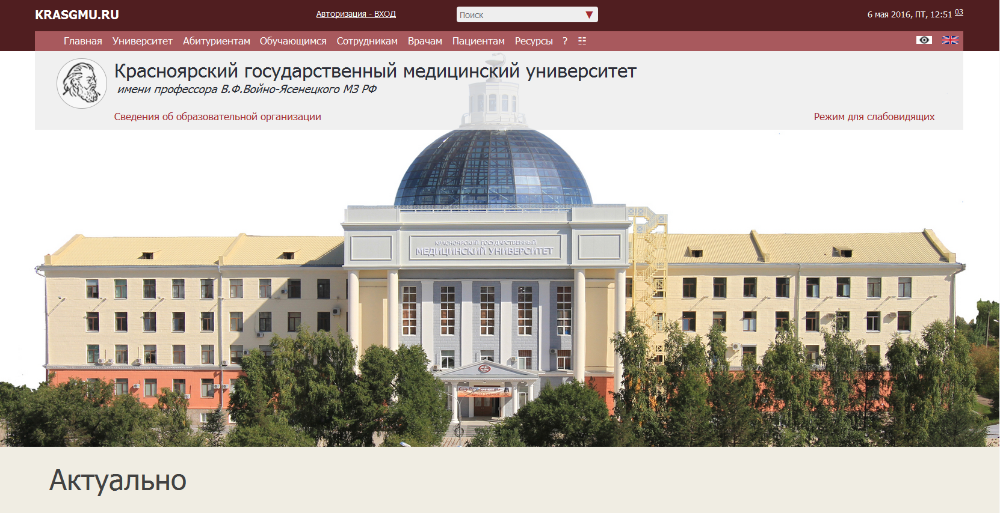 KRASGMU.RU
Авторизация - ВХОД
Поиск
6 мая 2016, ПТ, 12:51 03
Главная Университет Абитуриентам Обучающимся Сотрудникам Врачам Пациентам Ресурсы ?
Красноярский государственный медицинский университет
имени профессора В.Ф.Войно-Ясенецкого МЗ РФ
Сведения об образовательной организации
Режим для слабовидящих
КРАСНОЯРСКИЙ ГОСУДАРСТВЕННЫЙ
МЕДИЦИНСКИЙ УНИВЕРСИТЕТ
Актуально